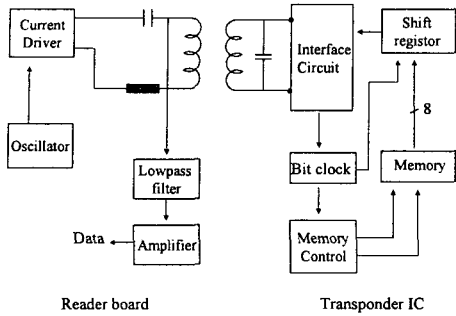 Current
Driver
Oscillator
Lowpass
filter
Amplifier
Data
Reader board
Interface
Circuit
Shift
registor
8
Bit clock
Memory
Memory
Control
Transponder IC